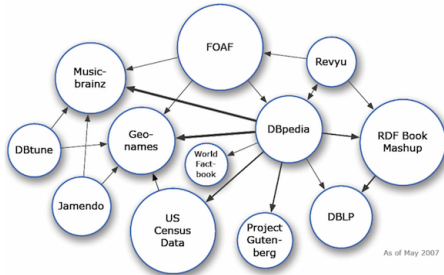 FOAF
Music-
brainz
Revyu
DBpedia
RDF Book
Mashup
Geo-
names
DBtune
World
Fact-
book
Jamendo
US
Census
Data
Project
Guten-
berg
DBLP
As of May 2007